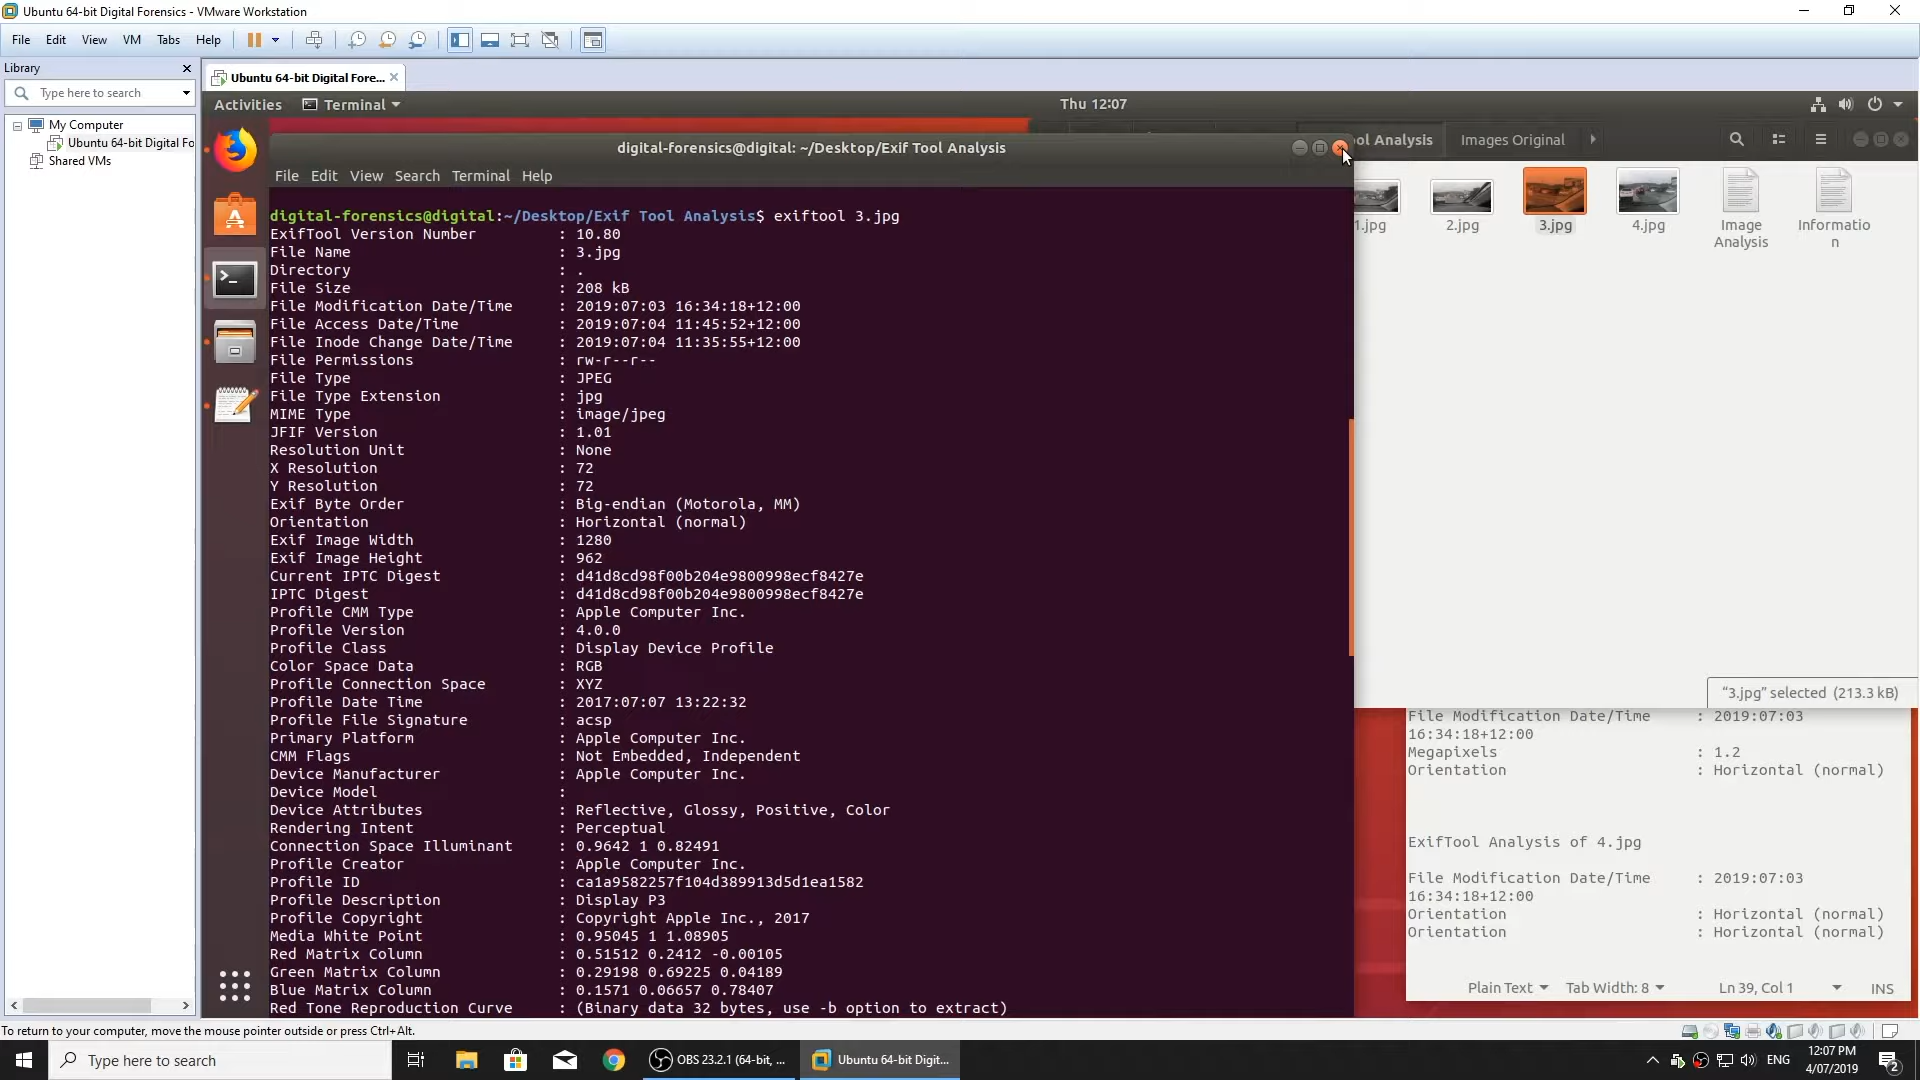 Ubuntu 64-bit Digital Forensics - VMware Workstation
File Edit View VM Tabs Help
Library
Type here to search
My Computer
Ubuntu 64-bit Digital Fo
Shared VMs
Ubuntu 64-bit Digital Fore...
Activities Terminal Thu 12:07
digital-forensics@digital: ~/Desktop/Exif Tool Analysis
File Edit View Search Terminal Help
digital-forensics@digital:~/Desktop/Exif Tool Analysis$ exiftool 3.jpg
ExifTool Version Number : 10.80
File Name : 3.jpg
Directory : .
File Size : 208 kB
File Modification Date/Time : 2019:07:03 16:34:18+12:00
File Access Date/Time : 2019:07:04 11:45:52+12:00
File Inode Change Date/Time : 2019:07:04 11:35:55+12:00
File Permissions : rw-r--r--
File Type : JPEG
File Type Extension : jpg
MIME Type : image/jpeg
JFIF Version : 1.01
Resolution Unit : None
X Resolution : 72
Y Resolution : 72
Exif Byte Order : Big-endian (Motorola, MM)
Orientation : Horizontal (normal)
Exif Image Width : 1280
Exif Image Height : 962
Current IPTC Digest : d41d8cd98f00b204e9800998ecf8427e
IPTC Digest : d41d8cd98f00b204e9800998ecf8427e
Profile CMM Type : Apple Computer Inc.
Profile Version : 4.0.0
Profile Class : Display Device Profile
Color Space Data : RGB
Profile Connection Space : XYZ
Profile Date Time : 2017:07:07 13:22:32
Profile File Signature : acsp
Primary Platform : Apple Computer Inc.
CMM Flags : Not Embedded, Independent
Device Manufacturer : Apple Computer Inc.
Device Model :
Device Attributes : Reflective, Glossy, Positive, Color
Rendering Intent : Perceptual
Connection Space Illuminant : 0.9642 1 0.82491
Profile Creator : Apple Computer Inc.
Profile ID : ca1a9582257f104d389913d5d1ea1582
Profile Description : Display P3
Profile Copyright : Copyright Apple Inc., 2017
Media White Point : 0.95045 1 1.08905
Red Matrix Column : 0.51512 0.2412 -0.00105
Green Matrix Column : 0.29198 0.69225 0.04189
Blue Matrix Column : 0.1571 0.06657 0.78407
Red Tone Reproduction Curve : (Binary data 32 bytes, use -b option to extract)
ool Analysis Images Original
1.jpg 2.jpg 3.jpg 4.jpg Image Analysis Informatio
n
"3.jpg" selected (213.3 kB)
File Modification Date/Time : 2019:07:03
16:34:18+12:00
Megapixels : 1.2
Orientation : Horizontal (normal)
ExifTool Analysis of 4.jpg
File Modification Date/Time : 2019:07:03
16:34:18+12:00
Orientation : Horizontal (normal)
Orientation : Horizontal (normal)
Plain Text Tab Width: 8 Ln 39, Col 1 INS
To return to your computer, move the mouse pointer outside or press Ctrl+Alt.
Type here to search
OBS 23.2.1 (64-bit, ...
Ubuntu 64-bit Digit...
ENG
12:07 PM
4/07/2019
2